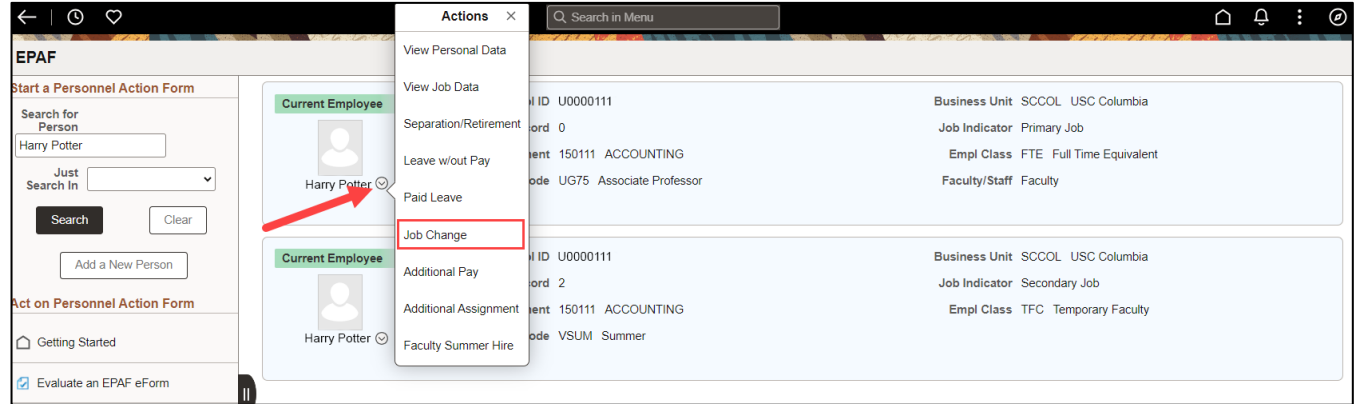 Actions ×
Search in Menu
EPAF
Start a Personnel Action Form
Search for
Person
Harry Potter
Just
Search In
Search
Clear
Add a New Person
Act on Personnel Action Form
Getting Started
Evaluate an EPAF eForm
View Personal Data
View Job Data
Separation/Retirement
Leave w/out Pay
Paid Leave
Job Change
Additional Pay
Additional Assignment
Faculty Summer Hire
Current Employee
Harry Potter
ID U0000111
ord 0
ent 150111 ACCOUNTING
ode UG75 Associate Professor
Business Unit SCCOL USC Columbia
Job Indicator Primary Job
Empl Class FTE Full Time Equivalent
Faculty/Staff Faculty
Current Employee
Harry Potter
ID U0000111
ord 2
ent 150111 ACCOUNTING
ode VSUM Summer
Business Unit SCCOL USC Columbia
Job Indicator Secondary Job
Empl Class TFC Temporary Faculty